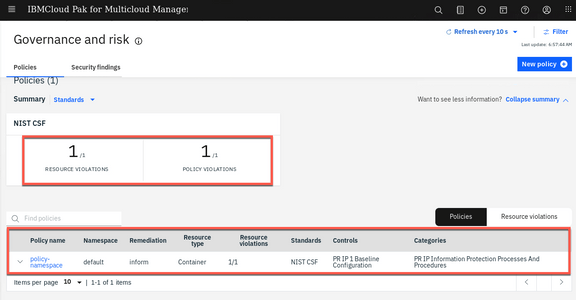 IBMCloud Pak for Multicloud Manage
Governance and risk
Refresh every 10 s
Filter
Last update: 6:57:44 AM
Policies
Security findings
New policy
Policies (1)
Summary Standards
Want to see less information? Collapse summary
NIST CSF
1 /1
RESOURCE VIOLATIONS
1 /1
POLICY VIOLATIONS
Find policies
Policies
Resource violations
Policy name Namespace Remediation Resource type Resource violations Standards Controls Categories
policy-namespace default inform Container 1/1 NIST CSF PR IP 1 Baseline Configuration PR IP Information Protection Processes And Procedures
Items per page 10 1-1 of 1 items